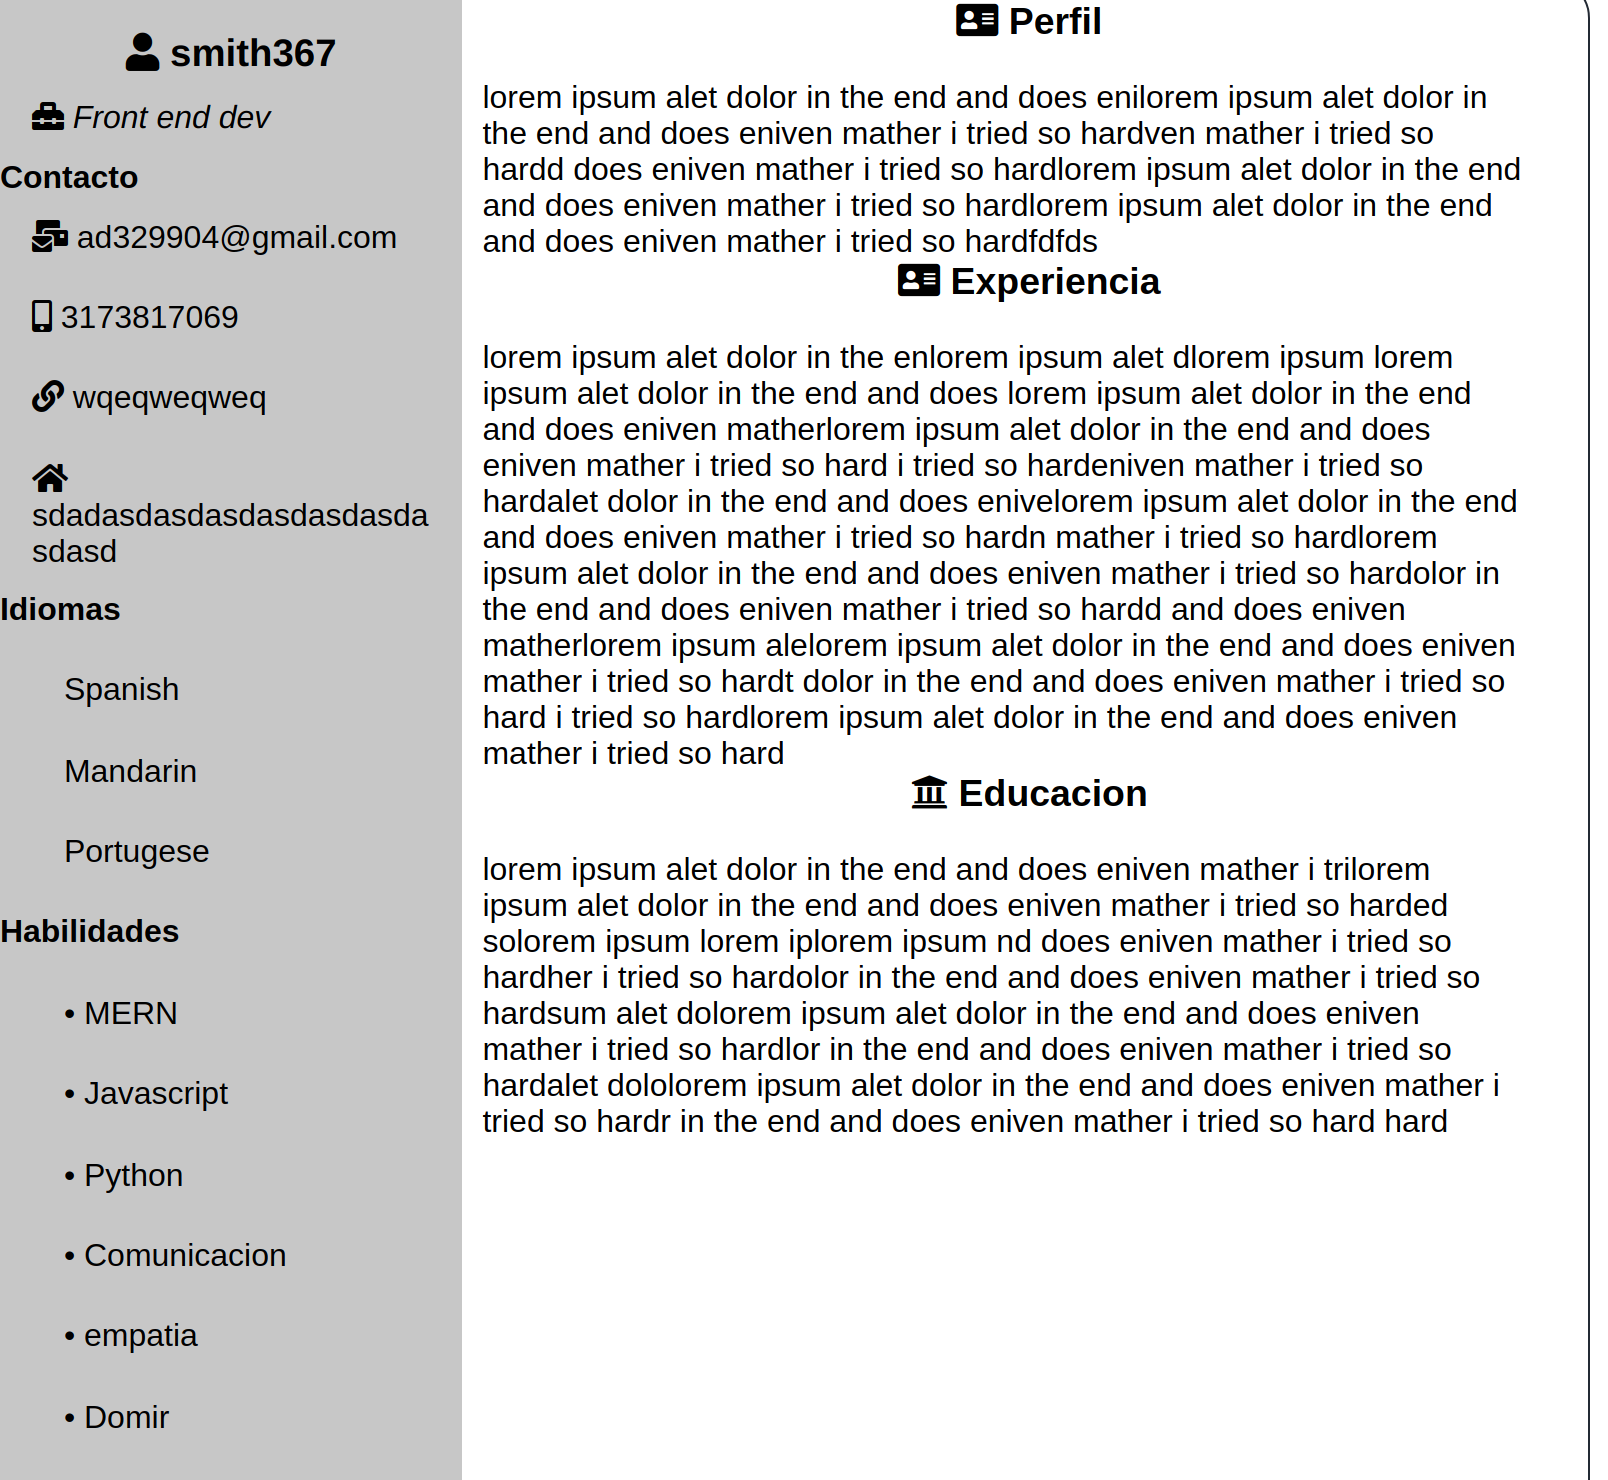 smith367
Front end dev
Contacto
ad329904@gmail.com
3173817069
wqeqweqweq
sdadasdasdasdasdasdasda
sdasd
Idiomas
Spanish
Mandarin
Portugese
Habilidades
• MERN
• Javascript
• Python
• Comunicacion
• empatia
• Domir
Perfil
lorem ipsum alet dolor in the end and does enilorem ipsum alet dolor in
the end and does eniven mather i tried so hardven mather i tried so
hardd does eniven mather i tried so hardlorem ipsum alet dolor in the end
and does eniven mather i tried so hardlorem ipsum alet dolor in the end
and does eniven mather i tried so hardfdfds
Experiencia
lorem ipsum alet dolor in the enlorem ipsum alet dlorem ipsum lorem
ipsum alet dolor in the end and does lorem ipsum alet dolor in the end
and does eniven matherlorem ipsum alet dolor in the end and does
eniven mather i tried so hard i tried so hardeniven mather i tried so
hardalet dolor in the end and does enivelorem ipsum alet dolor in the end
and does eniven mather i tried so hardn mather i tried so hardlorem
ipsum alet dolor in the end and does eniven mather i tried so hardolor in
the end and does eniven mather i tried so hardd and does eniven
matherlorem ipsum alelorem ipsum alet dolor in the end and does eniven
mather i tried so hardt dolor in the end and does eniven mather i tried so
hard i tried so hardlorem ipsum alet dolor in the end and does eniven
mather i tried so hard
Educacion
lorem ipsum alet dolor in the end and does eniven mather i trilorem
ipsum alet dolor in the end and does eniven mather i tried so harded
solorem ipsum lorem iplorem ipsum nd does eniven mather i tried so
hardher i tried so hardolor in the end and does eniven mather i tried so
hardsum alet dolorem ipsum alet dolor in the end and does eniven
mather i tried so hardlor in the end and does eniven mather i tried so
hardalet dololorem ipsum alet dolor in the end and does eniven mather i
tried so hardr in the end and does eniven mather i tried so hard hard